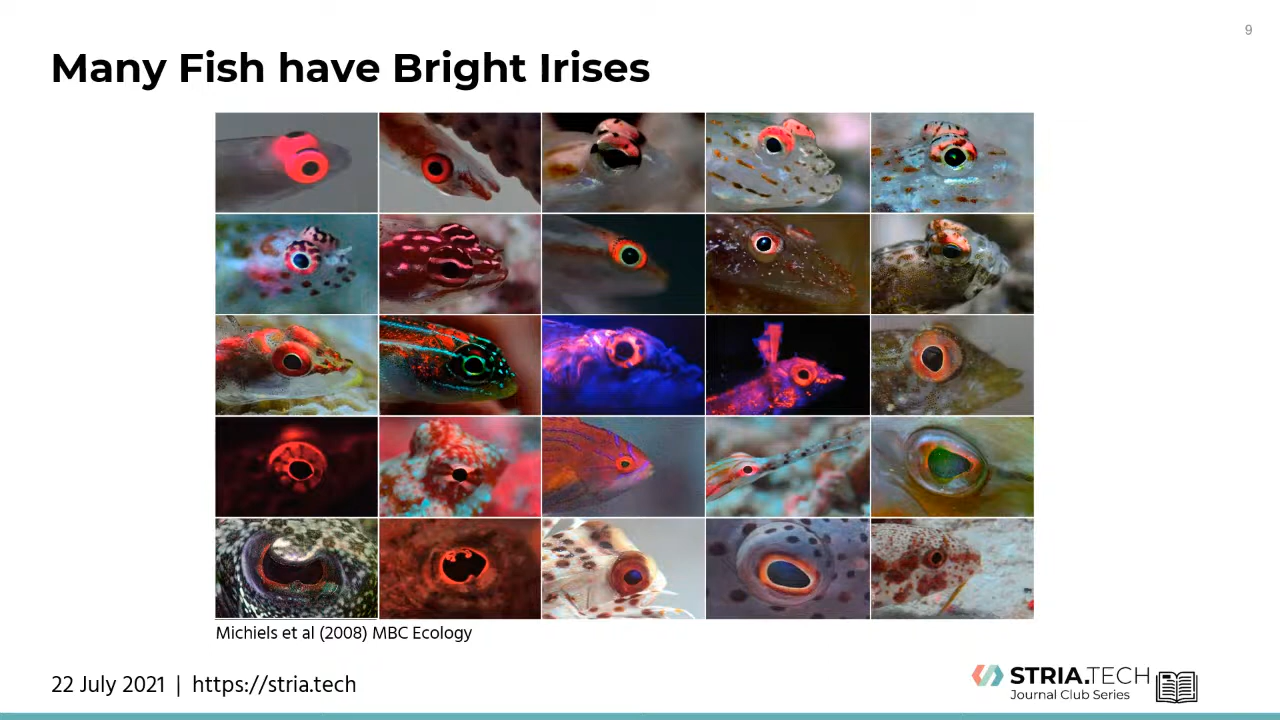 9
Many Fish have Bright Irises
Michiels et al (2008) MBC Ecology
22 July 2021 | https://stria.tech
STRIA.TECH
Journal Club Series